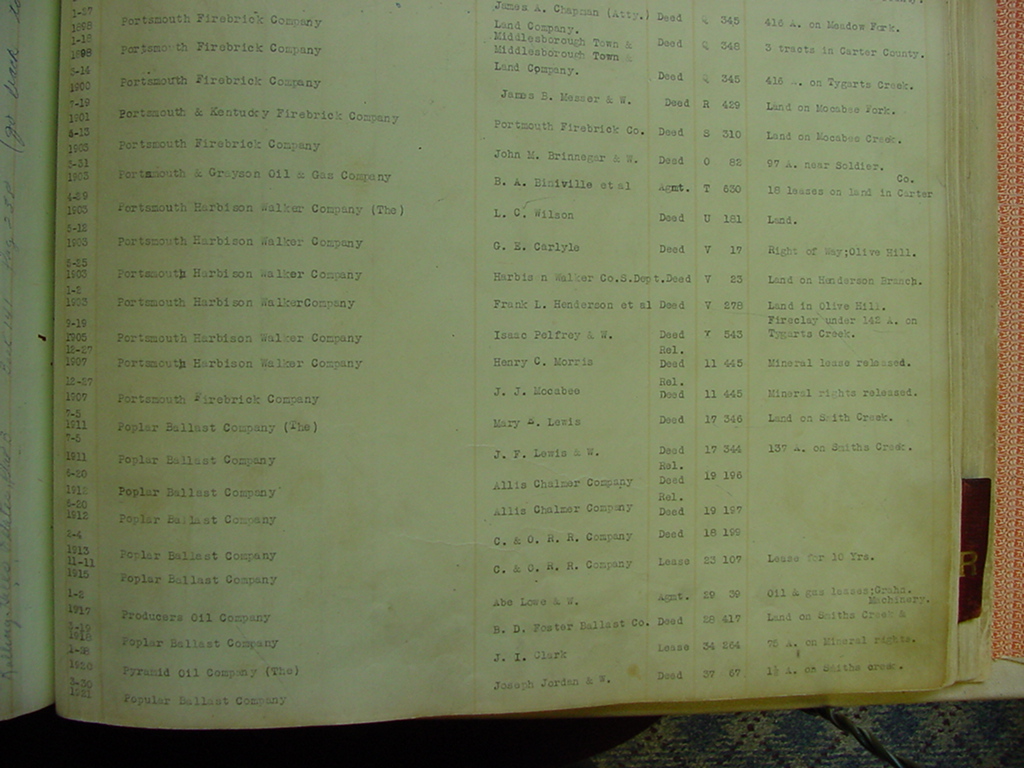 1-27 James A. Chapman (Atty.) Deed Q 345 416 A. on Meadow Fork.
1898 Portsmouth Firebrick Company Land Company.
1-18 Middlesborough Town & Deed Q 348 3 tracts in Carter County.
1898 Portsmouth Firebrick Company Middlesborough Town &
3-14 Land Company. Deed Q 345 416 A. on Tygarts Creek.
1900 Portsmouth Firebrick Company
7-19 James B. Messer & W. Deed R 429 Land on Mocabee Fork.
1901 Portsmouth & Kentucky Firebrick Company
Portmouth Firebrick Co. Deed S 310 Land on Mocabee Creek.
1903 Portsmouth Firebrick Company
John M. Brinnegar & W. Deed O 82 97 A. near Soldier.
1903 Portsmouth & Grayson Oil & Gas Company Co.
4-29 B. A. Biniville et al Agmt. T 630 18 leases on land in Carter
1903 Portsmouth Harbison Walker Company (The)
5-12 L. C. Wilson Deed U 181 Land.
1903 Portsmouth Harbison Walker Company
G. E. Carlyle Deed V 17 Right of Way;Olive Hill.
1903 Portsmouth Harbison Walker Company
1-2 Harbis n Walker Co.S.Dept.Deed V 23 Land on Henderson Branch.
1903 Portsmouth Harbison WalkerCompany Frank L. Henderson et al Deed V 278 Land in Olive Hill.
9-19 Fireclay under 142 A. on
1905 Portsmouth Harbison Walker Company Isaac Pelfrey & W. Deed Y 543 Tygarts Creek.
12-27 Rel.
1907 Portsmouth Harbison Walker Company Henry C. Morris Deed 11 445 Mineral lease released.
12-27 Rel.
1907 Portsmouth Firebrick Company J. J. Mocabee Deed 11 445 Mineral rights released.
7-5
1911 Poplar Ballast Company (The) Mary B. Lewis Deed 17 346 Land on Smith Creek.
7-5
1911 Poplar Ballast Company J. F. Lewis & W. Deed 17 344 137 A. on Smiths Creek.
6-20 Rel.
1912 Poplar Ballast Company Allis Chalmer Company Deed 19 196
6-20 Rel.
1912 Poplar Ballast Company Allis Chalmer Company Deed 19 197
2-4
1913 Poplar Ballast Company C. & O. R. R. Company Deed 18 199
11-11
1915 Poplar Ballast Company C. & O. R. R. Company Lease 23 107 Lease for 10 Yrs.
1-2
1917 Producers Oil Company Abe Lowe & W. Agmt. 29 39 Oil & gas leases;Grahn.
Machinery.
1918 Poplar Ballast Company B. D. Foster Ballast Co. Deed 28 417 Land on Smiths Creek &
1-28
1920 Pyramid Oil Company (The) J. I. Clark Lease 34 264 75 A. on Mineral rights.
3-30
1921 Popular Ballast Company Joseph Jordan & W. Deed 37 67 1½ A. on Smiths creek.
R